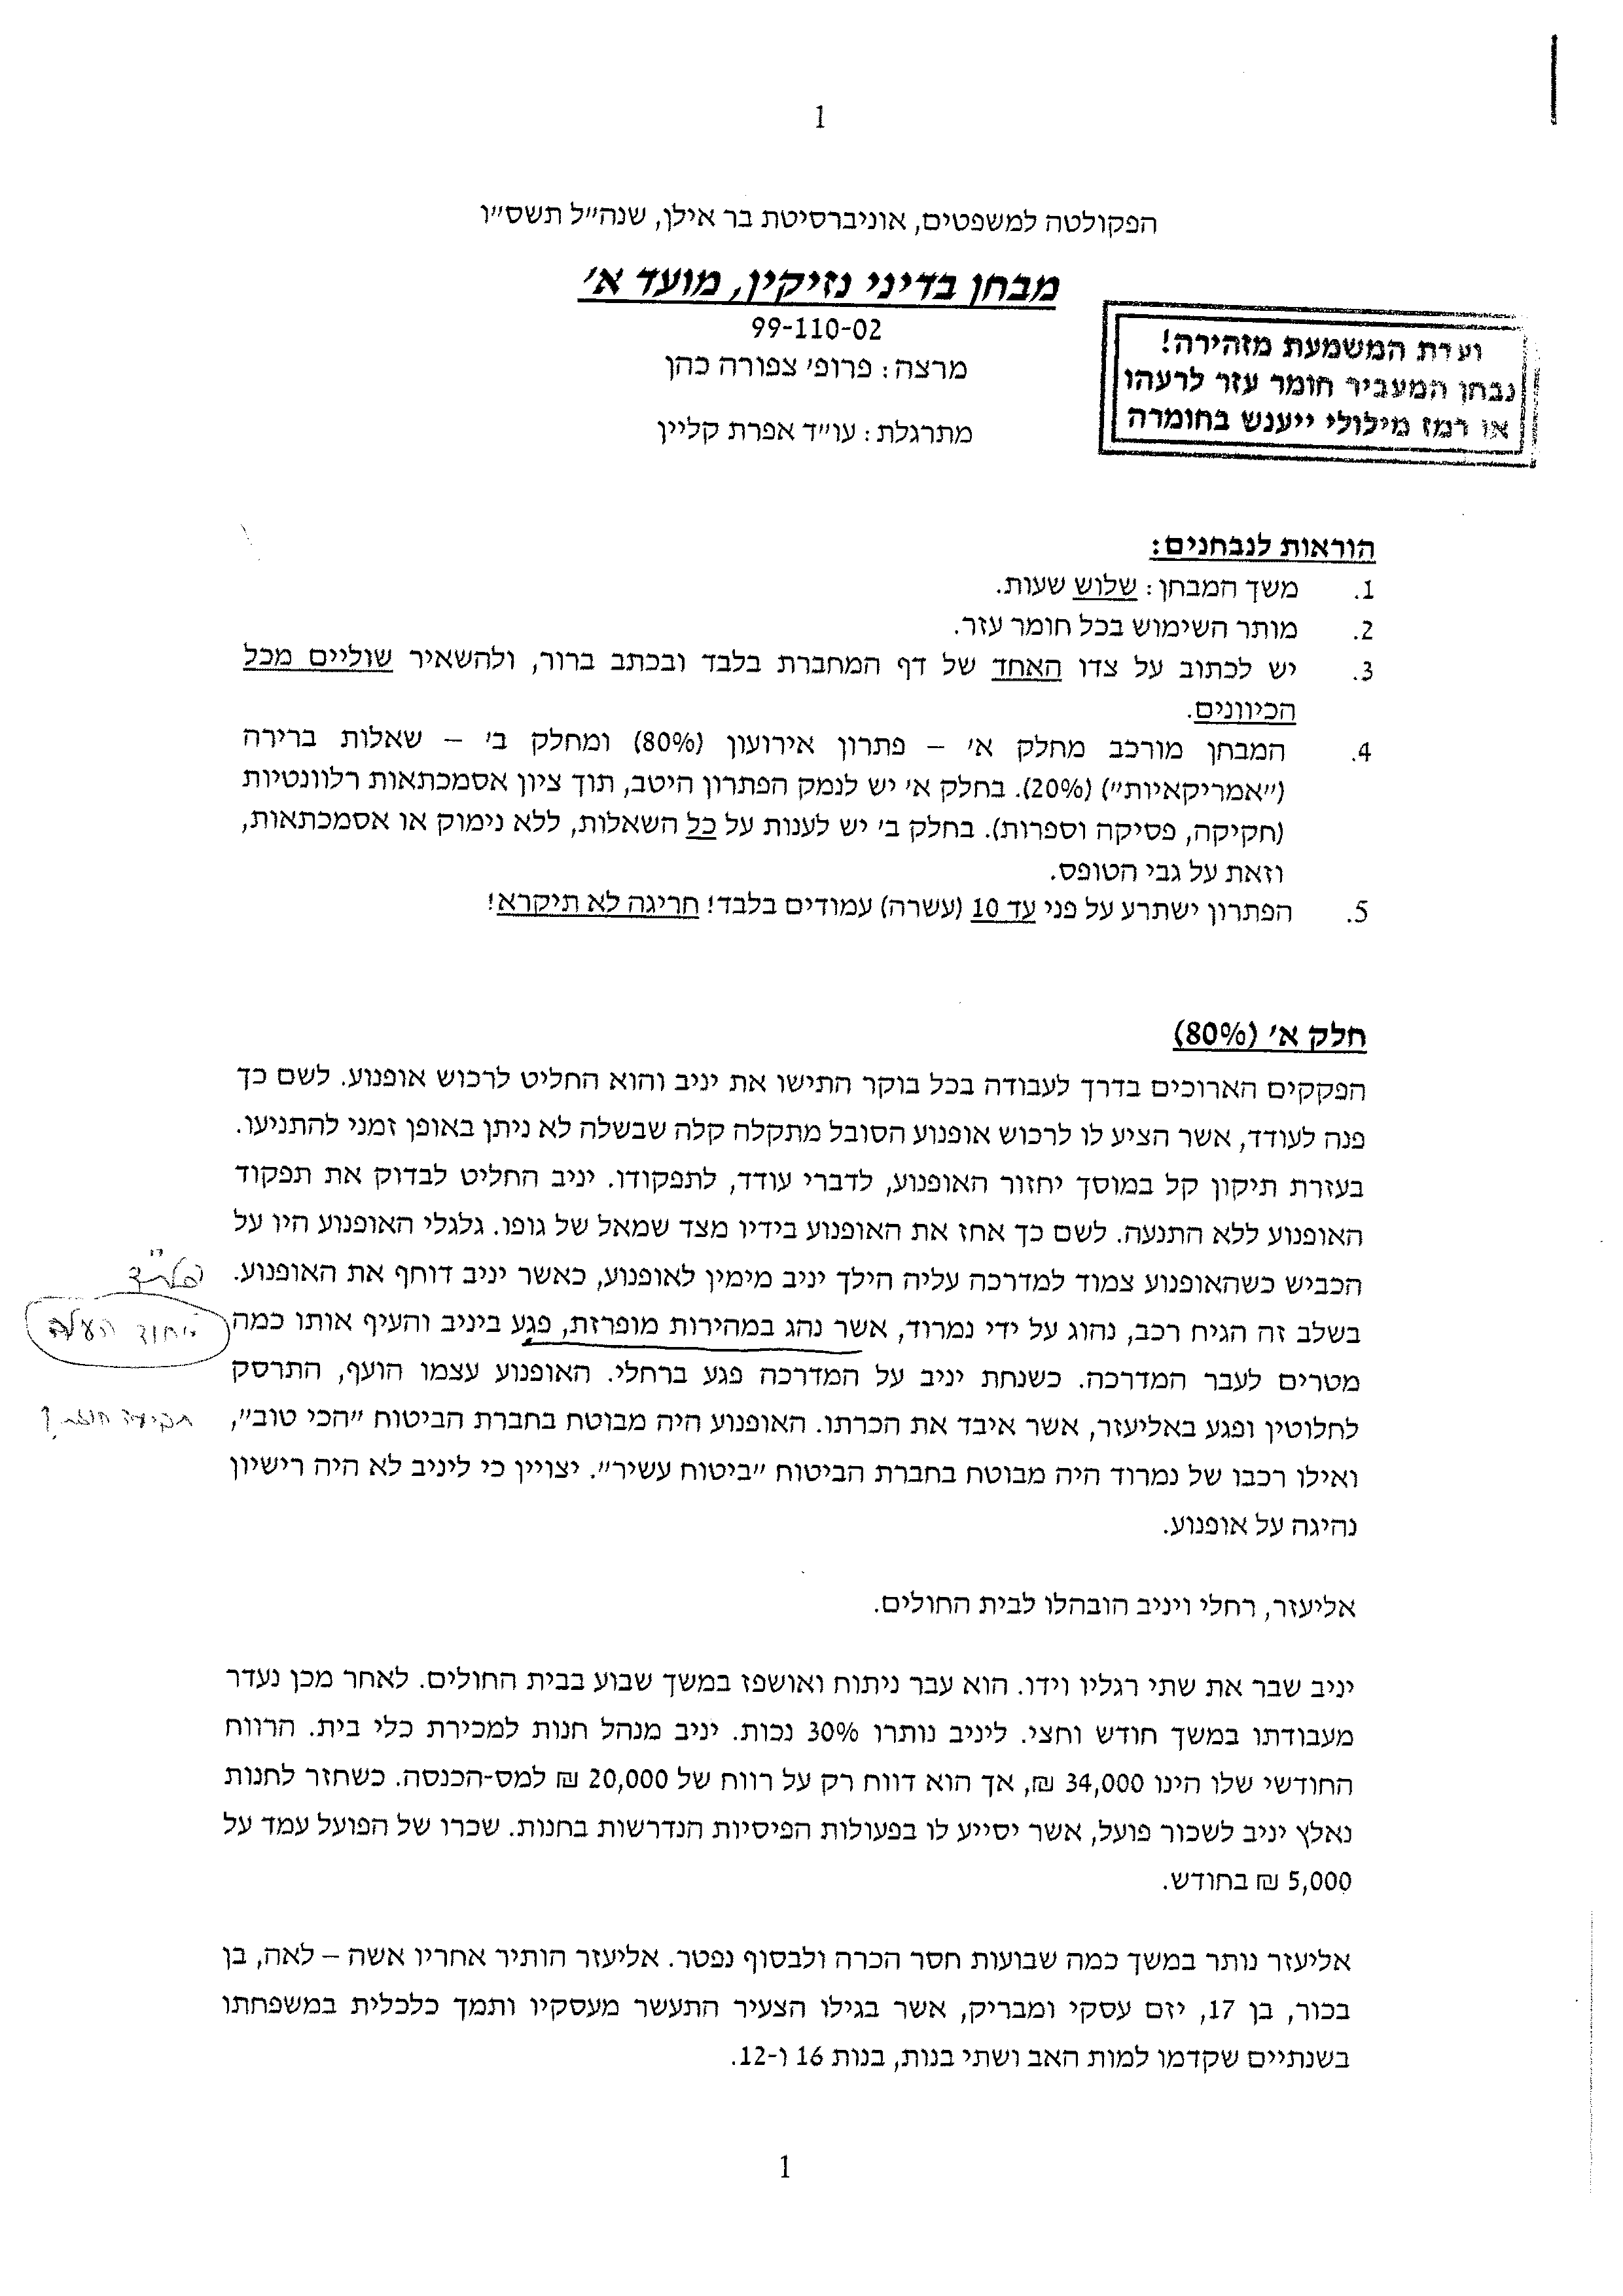 1
הפקולטה למשפטים, אוניברסיטת בר אילן, שנה״ל תשס״ו
מבחן בדיני נזיקין, מועד א׳
99-110-02
מרצה: פרופ׳ צפורה כהן
מתרגלת: עו״ד אפרת קליין
ועדת המשמעת מזהירה!
נבחן המעביר חומר עזר לרעהו
או רמז מילולי ייענש בחומרה
הוראות לנבחנים:
1. משך המבחן: שלוש שעות.
2. מותר השימוש בכל חומר עזר.
3. יש לכתוב על צדו האחד של דף המחברת בלבד ובכתב ברור, ולהשאיר שוליים מכל
הכיוונים.
4. המבחן מורכב מחלק א׳ – פתרון אירועון (80%) ומחלק ב׳ – שאלות ברירה
(״אמריקאיות״) (20%). בחלק א׳ יש לנמק הפתרון היטב, תוך ציון אסמכתאות רלוונטיות
(חקיקה, פסיקה וספרות). בחלק ב׳ יש לענות על כל השאלות, ללא נימוק או אסמכתאות,
וזאת על גבי הטופס.
5. הפתרון ישתרע על פני עד 10 (עשרה) עמודים בלבד! חריגה לא תיקרא!
חלק א׳ (80%)
הפקקים הארוכים בדרך לעבודה בכל בוקר התישו את יניב והוא החליט לרכוש אופנוע. לשם כך
פנה לעודד, אשר הציע לו לרכוש אופנוע הסובל מתקלה קלה שבשלה לא ניתן באופן זמני להתניעו.
בעזרת תיקון קל במוסך יחזור האופנוע, לדברי עודד, לתפקודו. יניב החליט לבדוק את תפקוד
האופנוע ללא התנעה. לשם כך אחז את האופנוע בידיו מצד שמאל של גופו. גלגלי האופנוע היו על
הכביש כשהאופנוע צמוד למדרכה עליה הילך יניב מימין לאופנוע, כאשר יניב דוחף את האופנוע.
בשלב זה הגיח רכב, נהוג על ידי נמרוד, אשר נהג במהירות מופרזת, פגע ביניב והעיף אותו כמה
מטרים לעבר המדרכה. כשנחת יניב על המדרכה פגע ברחלי. האופנוע עצמו הועף, התרסק
לחלוטין ופגע באליעזר, אשר איבד את הכרתו. האופנוע היה מבוטח בחברת הביטוח ״הכי טוב״,
ואילו רכבו של נמרוד היה מבוטח בחברת הביטוח ״ביטוח עשיר״. יצויין כי ליניב לא היה רישיון
נהיגה על אופנוע.
יחוד העילה
אליעזר, רחלי ויניב הובהלו לבית החולים.
יניב שבר את שתי רגליו וידו. הוא עבר ניתוח ואושפז במשך שבוע בבית החולים. לאחר מכן נעדר
מעבודתו במשך חודש וחצי. ליניב נותרו 30% נכות. יניב מנהל חנות למכירת כלי בית. הרווח
החודשי שלו הינו 34,000 ₪, אך הוא דווח רק על רווח של 20,000 ₪ למס-הכנסה. כשחזר לחנות
נאלץ יניב לשכור פועל, אשר יסייע לו בפעולות הפיסיות הנדרשות בחנות. שכרו של הפועל עמד על
5,000 ₪ בחודש.
אליעזר נותר במשך כמה שבועות חסר הכרה ולבסוף נפטר. אליעזר הותיר אחריו אשה – לאה, בן
בכור, בן 17, יזם עסקי ומבריק, אשר בגילו הצעיר התעשר מעסקיו ותמך כלכלית במשפחתו
בשנתיים שקדמו למות האב ושתי בנות, בנות 16 ו-12.
1